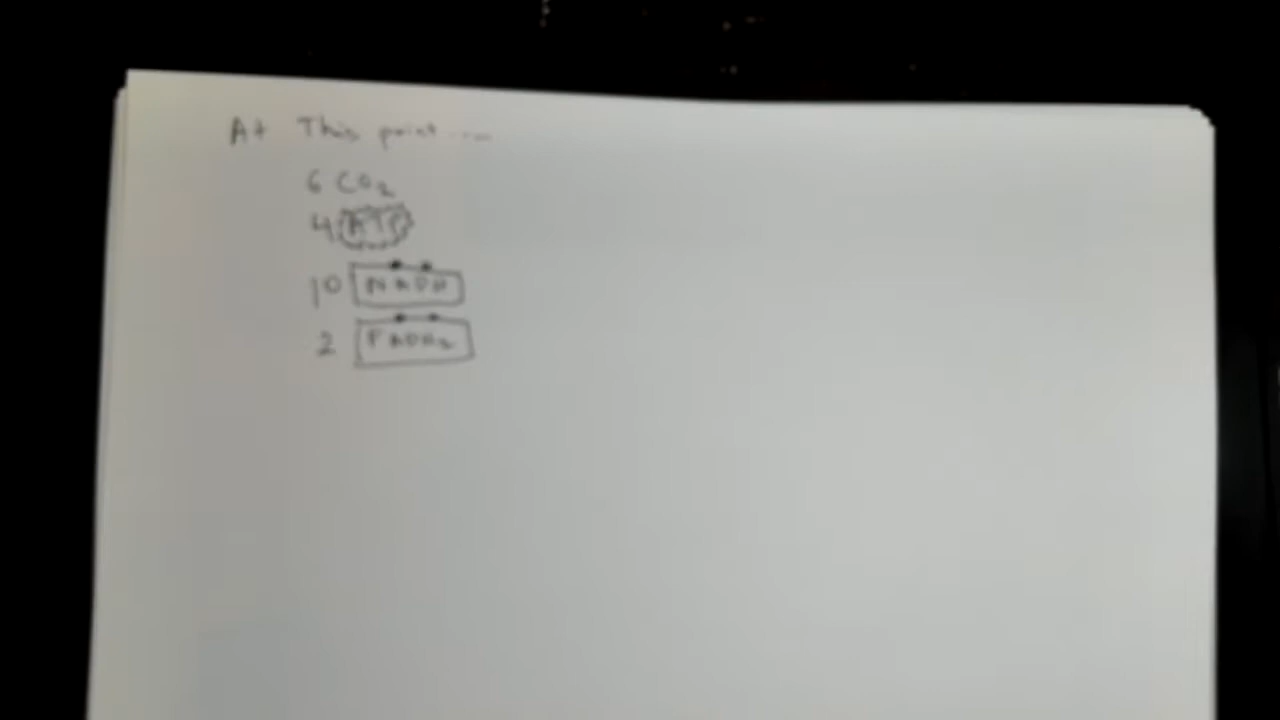 At This point....
6 CO₂
4 ATP
10 NADH
2 FADH₂